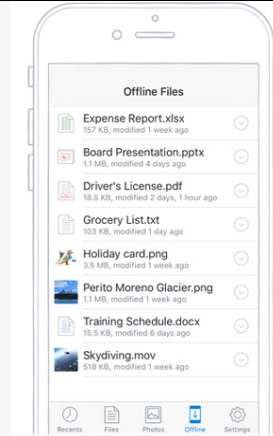 Offline Files
Expense Report.xlsx
157 KB, modified 1 week ago
Board Presentation.pptx
1.1 MB, modified 4 days ago
Driver's License.pdf
18.5 KB, modified 2 days, 1 hour ago
Grocery List.txt
103 KB, modified 1 day ago
Holiday card.png
3.5 MB, modified 1 week ago
Perito Moreno Glacier.png
1.1 MB, modified 1 week ago
Training Schedule.docx
15.5 KB, modified 6 days ago
Skydiving.mov
518 KB, modified 1 week ago
Recents Files Photos Offline Settings